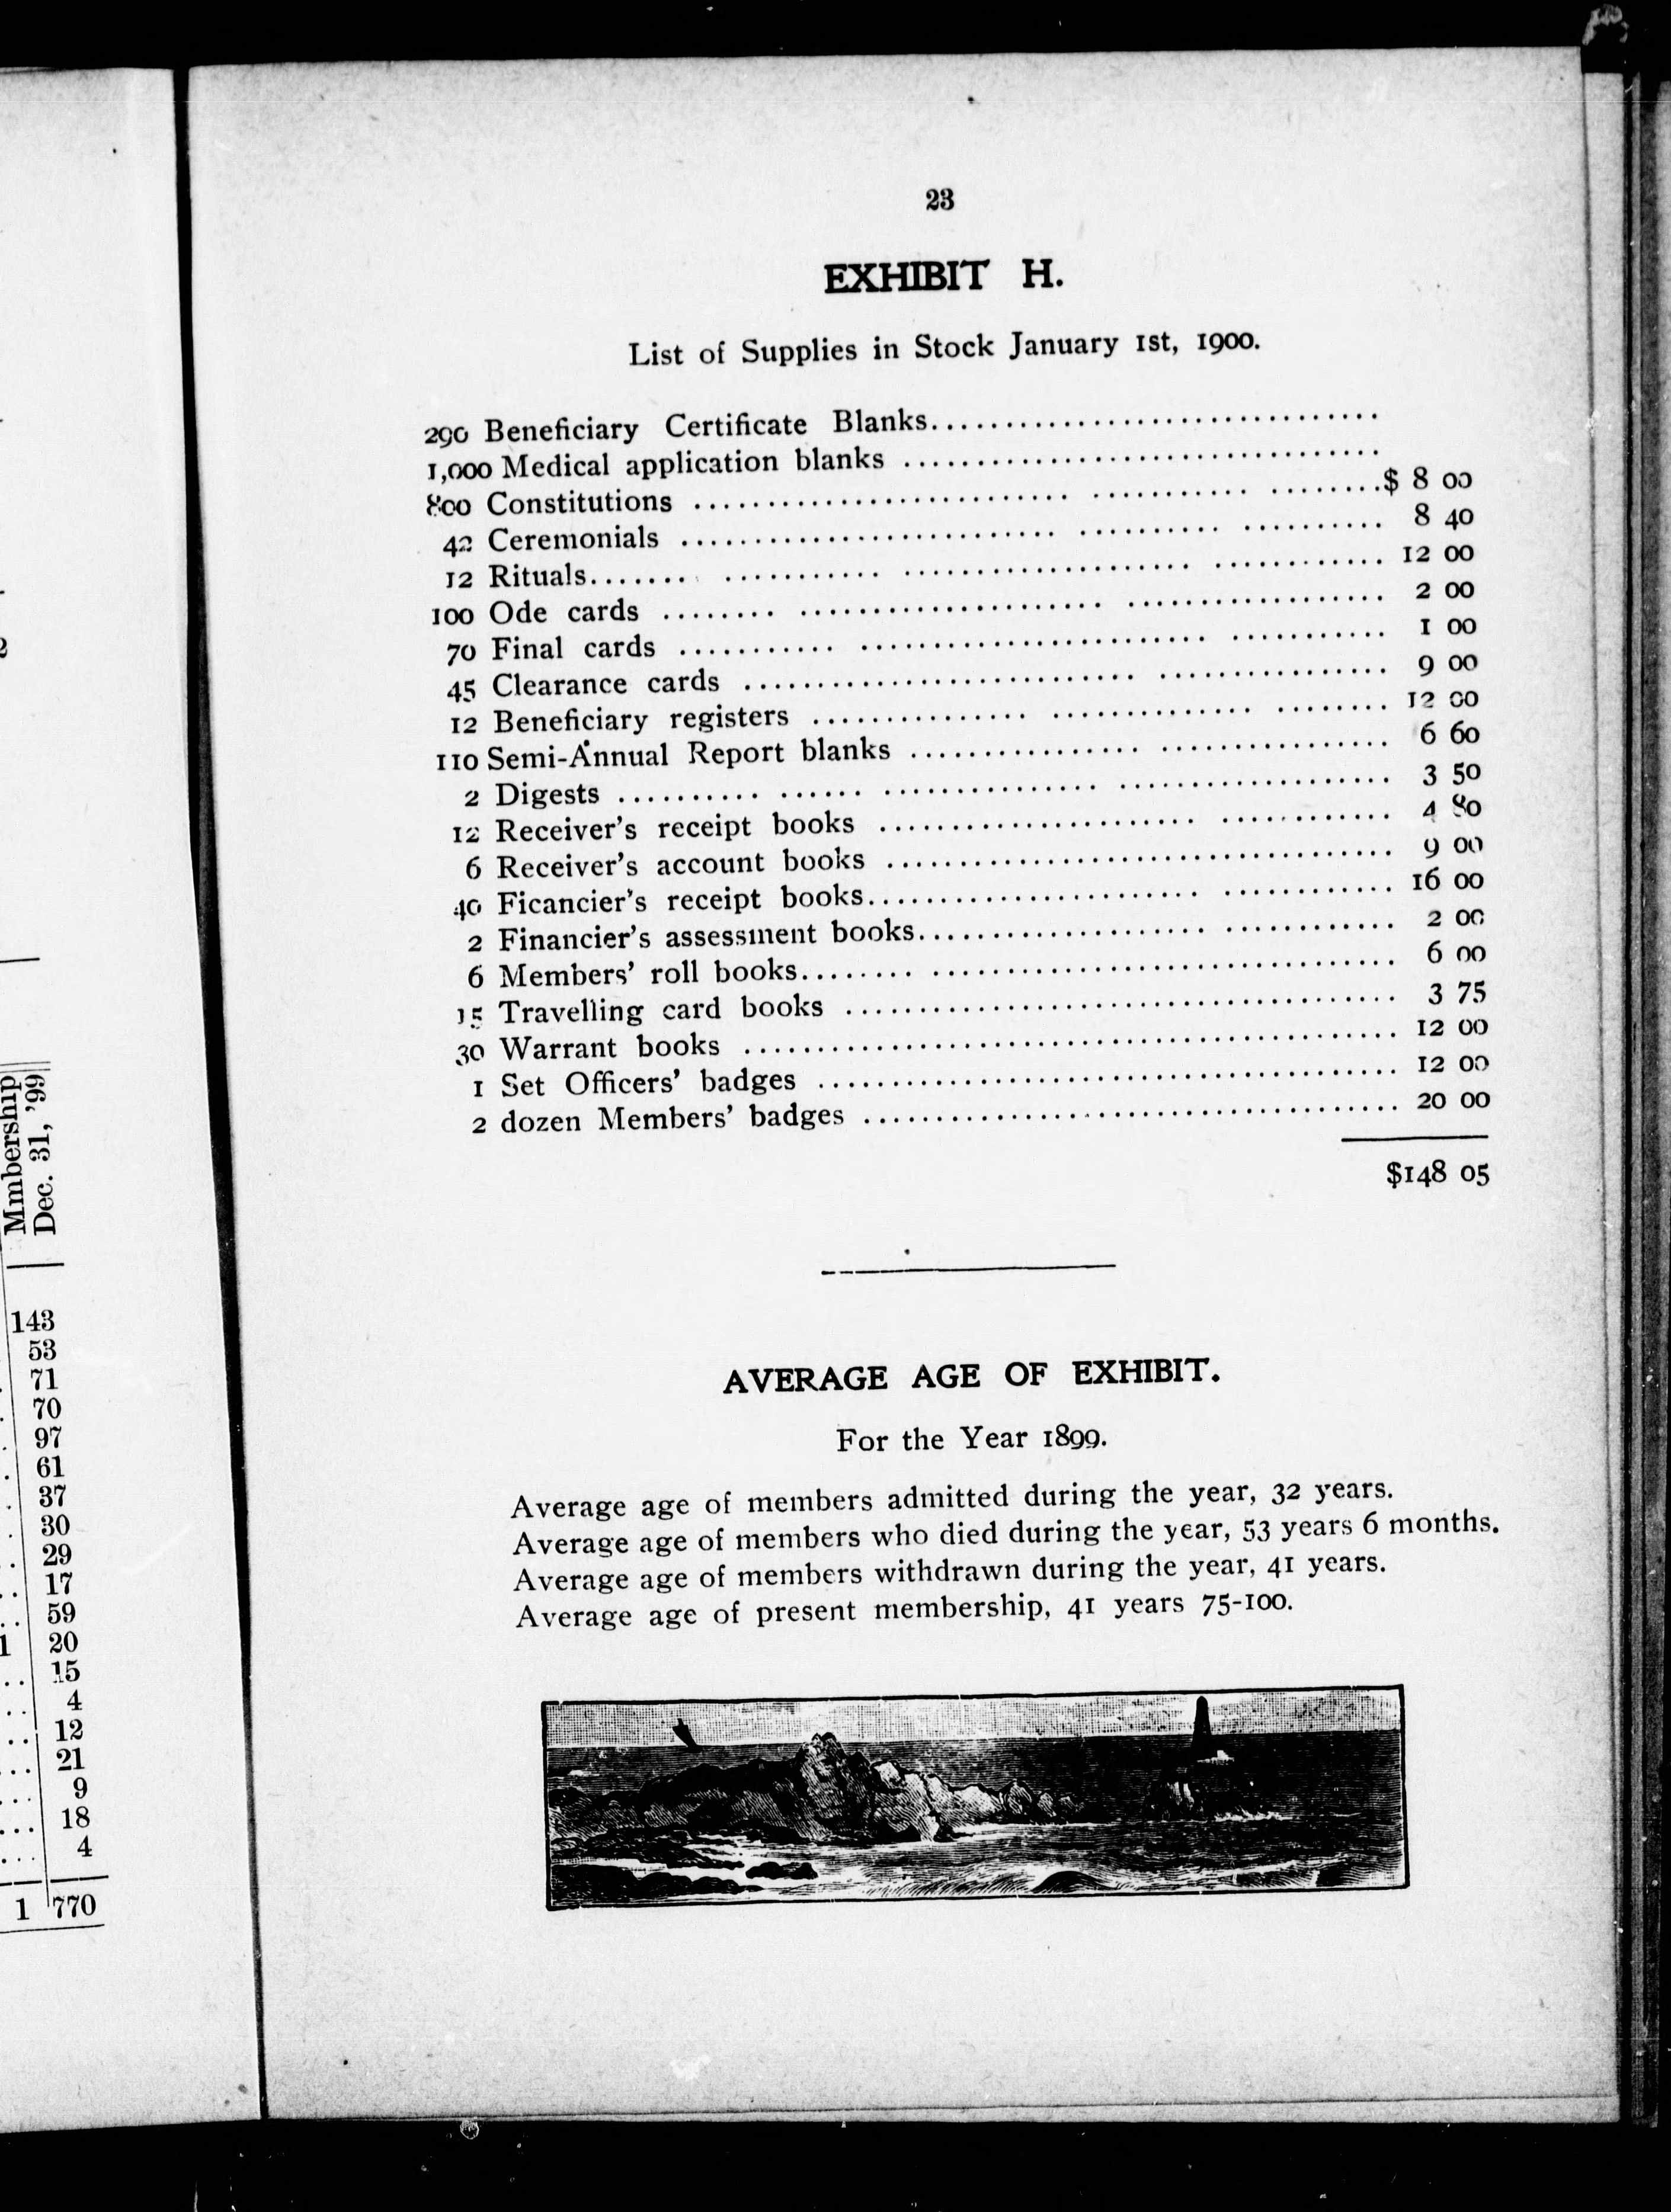 23
EXHIBIT H.
List of Supplies in Stock January 1st, 1900.
290 Beneficiary Certificate Blanks
1,000 Medical application blanks
800 Constitutions $ 8 00
42 Ceremonials 8 40
12 Rituals 12 00
100 Ode cards 2 00
70 Final cards 1 00
45 Clearance cards 9 00
12 Beneficiary registers 12 00
110 Semi-Annual Report blanks 6 60
2 Digests 3 50
12 Receiver's receipt books 4 80
6 Receiver's account books 9 00
40 Ficancier's receipt books 16 00
2 Financier's assessment books 2 00
6 Members' roll books 6 00
15 Travelling card books 3 75
30 Warrant books 12 00
1 Set Officers' badges 12 00
2 dozen Members' badges 20 00
$148 05
AVERAGE AGE OF EXHIBIT.
For the Year 1899.
Average age of members admitted during the year, 32 years.
Average age of members who died during the year, 53 years 6 months.
Average age of members withdrawn during the year, 41 years.
Average age of present membership, 41 years 75-100.
Mmbership
Dec. 31, '99
143
53
71
70
97
61
37
30
29
17
59
1 20
15
4
12
21
9
18
4
1 770